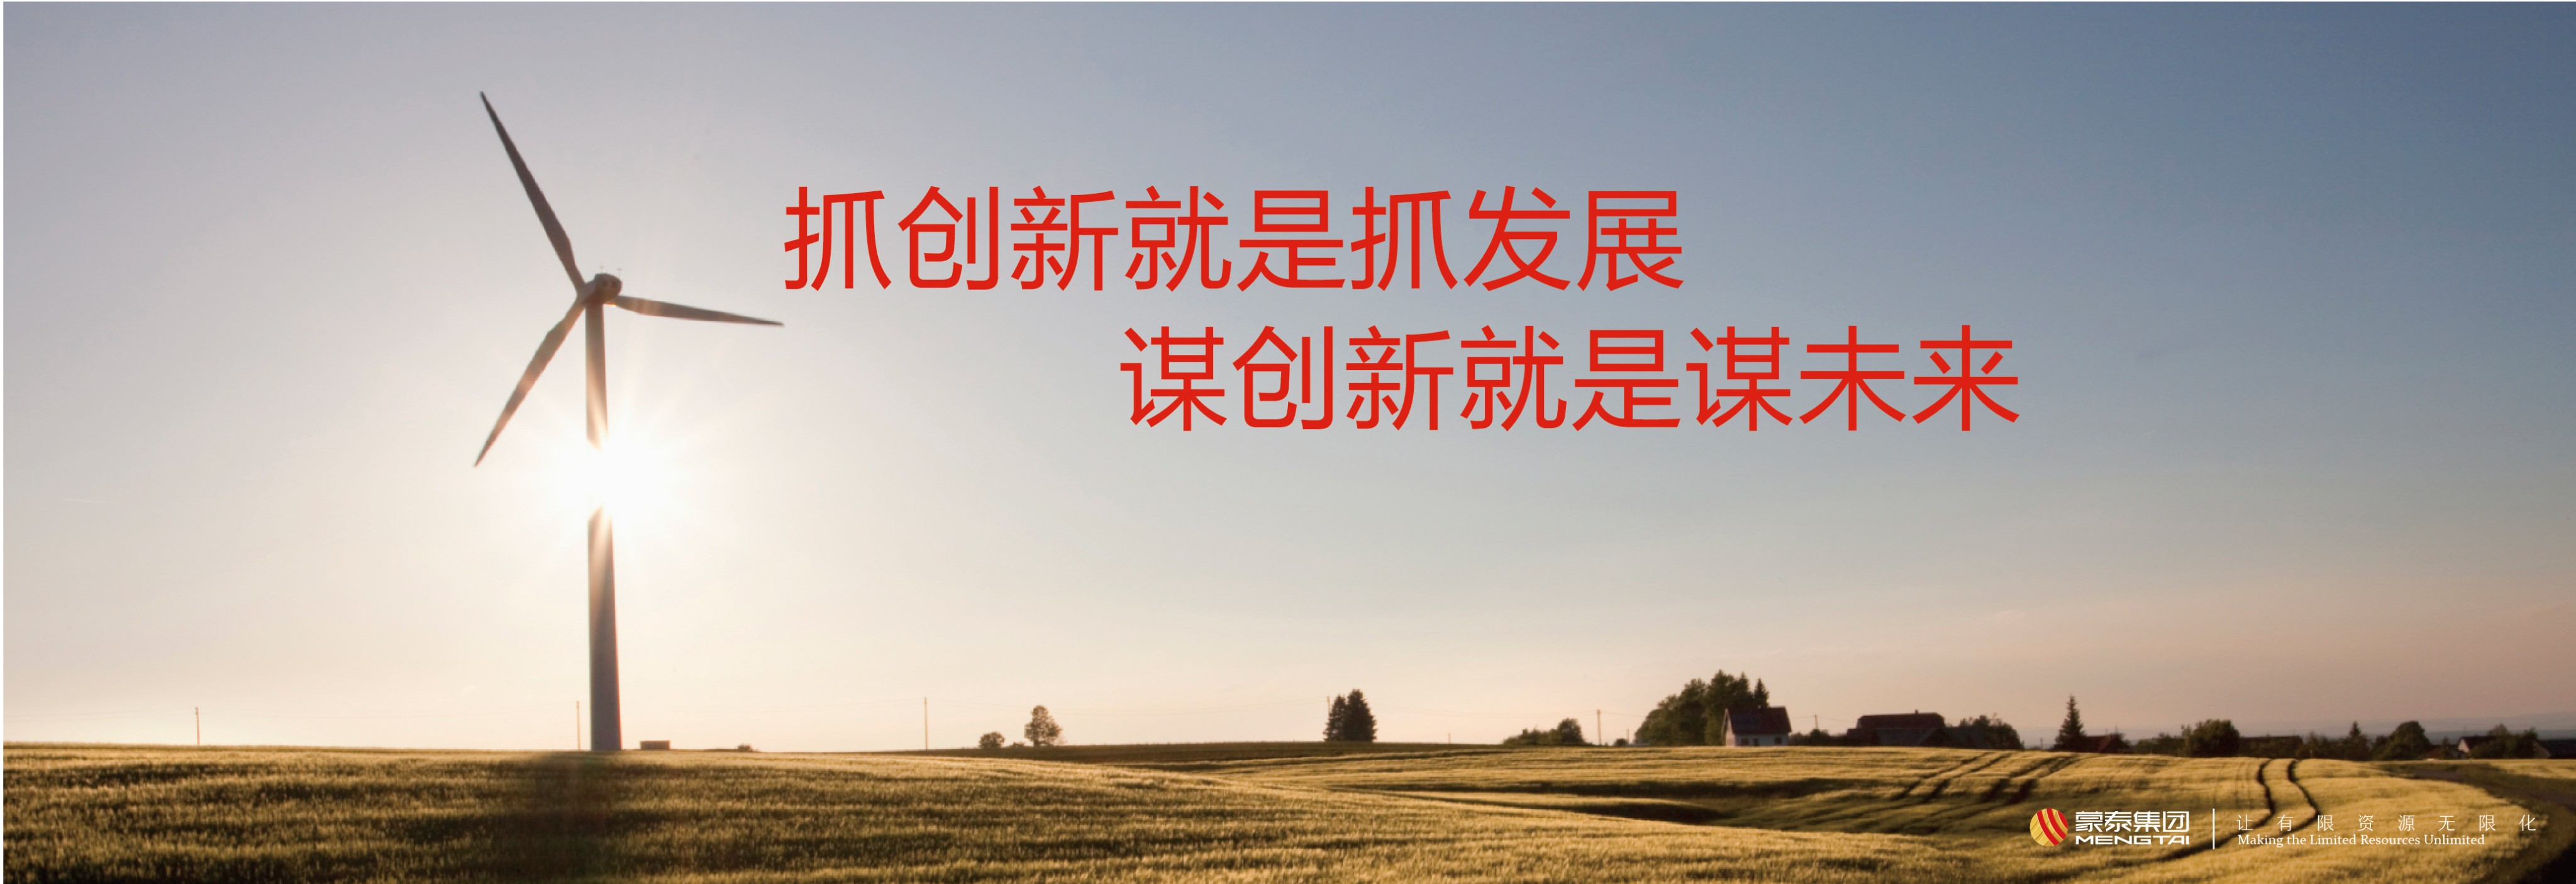 抓创新就是抓发展
谋创新就是谋未来
蒙泰集团
MENGTAI
让有限资源无限化
Making the Limited Resources Unlimited